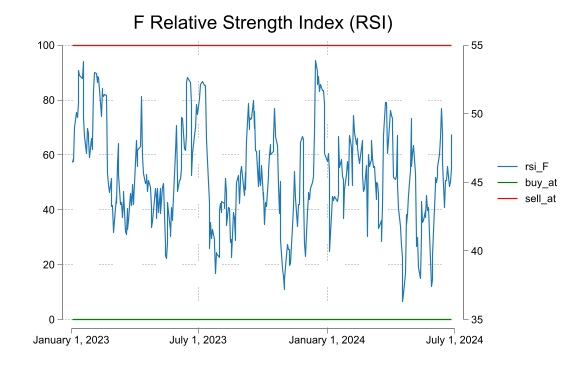 F Relative Strength Index (RSI)
100
80
60
40
20
0
55
50
45
40
35
January 1, 2023
July 1, 2023
January 1, 2024
July 1, 2024
rsi_F
buy_at
sell_at